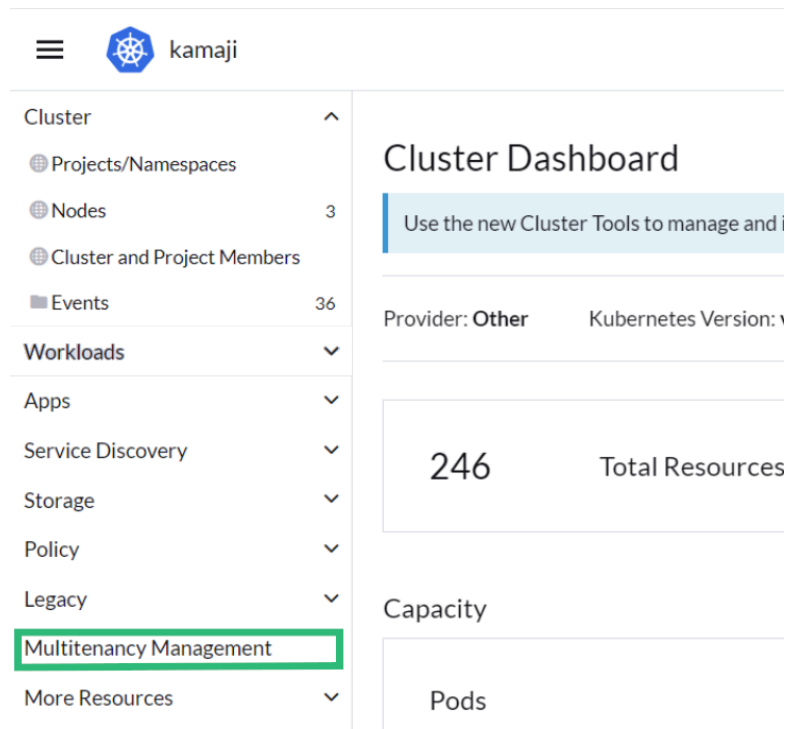 kamaji
Cluster
Projects/Namespaces
Nodes 3
Cluster and Project Members
Events 36
Workloads
Apps
Service Discovery
Storage
Policy
Legacy
Multitenancy Management
More Resources
Cluster Dashboard
Use the new Cluster Tools to manage and
Provider: Other Kubernetes Version:
246 Total Resources
Capacity
Pods